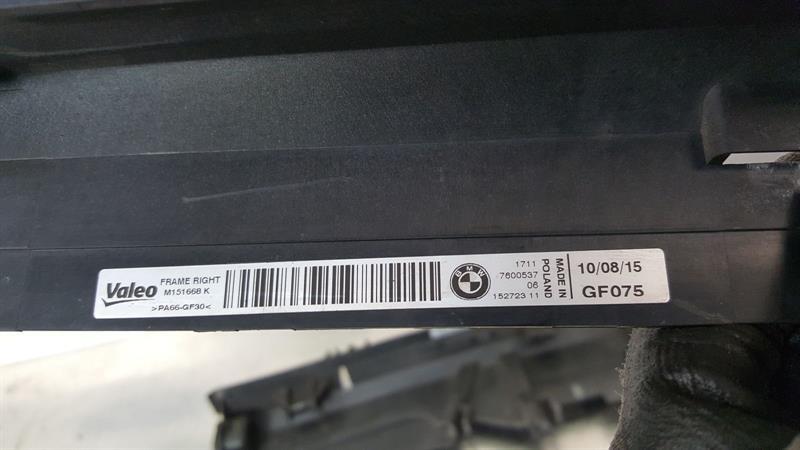 Valeo
FRAME RIGHT
M151668 K
>PA66-GF30<
BMW
1711
7600537
06
152723 11
MADE IN
POLAND
10/08/15
GF075